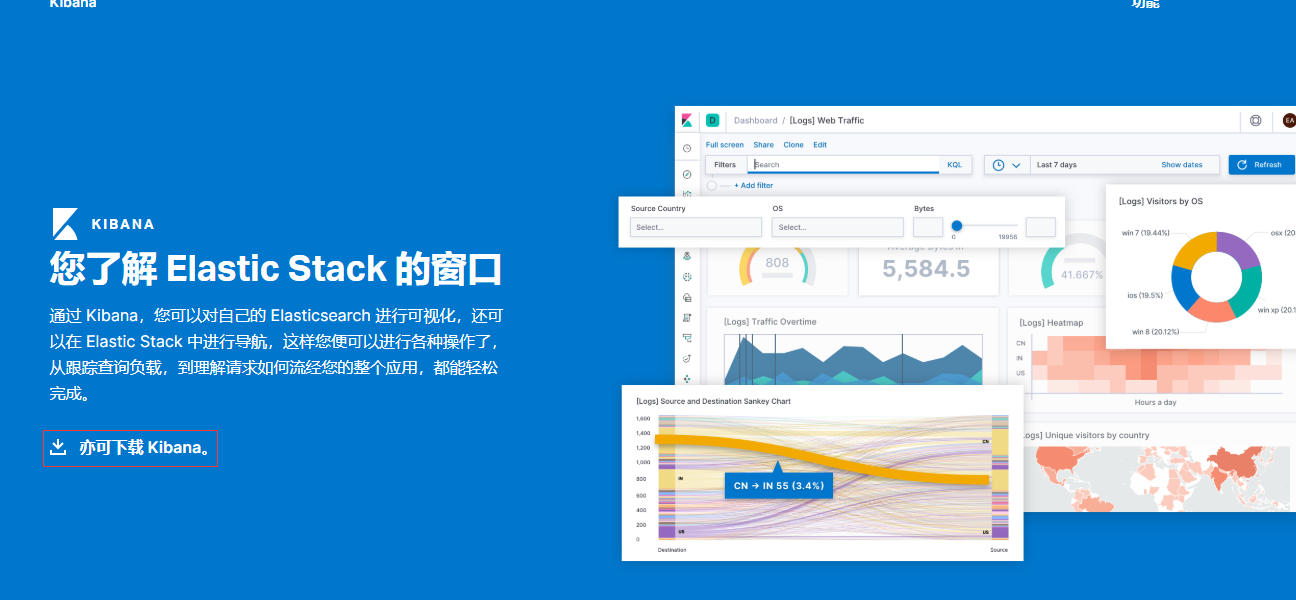 Kibana
功能
KIBANA
您了解 Elastic Stack 的窗口
通过 Kibana，您可以对自己的 Elasticsearch 进行可视化，还可
以在 Elastic Stack 中进行导航，这样您便可以进行各种操作了，
从跟踪查询负载，到理解请求如何流经您的整个应用，都能轻松
完成。
亦可下载 Kibana。
D
Dashboard / [Logs] Web Traffic
EA
Full screen Share Clone Edit
Filters Search KQL Last 7 days Show dates Refresh
+ Add filter
Source Country OS Bytes
Select... Select... 0 19956
[Logs] Visitors by OS
win 7 (19.44%)
osx (20
ios (19.5%)
win xp (20.1
win 8 (20.12%)
808
Average Bytes In
5,584.5
41.667%
[Logs] Traffic Overtime
[Logs] Heatmap
CN
IN
US
Hours a day
[Logs] Source and Destination Sankey Chart
1,600
1,400
1,200
1,000
800
600
400
200
0
IN
US
CN
US
CN → IN 55 (3.4%)
Destination
Source
Logs] Unique visitors by country